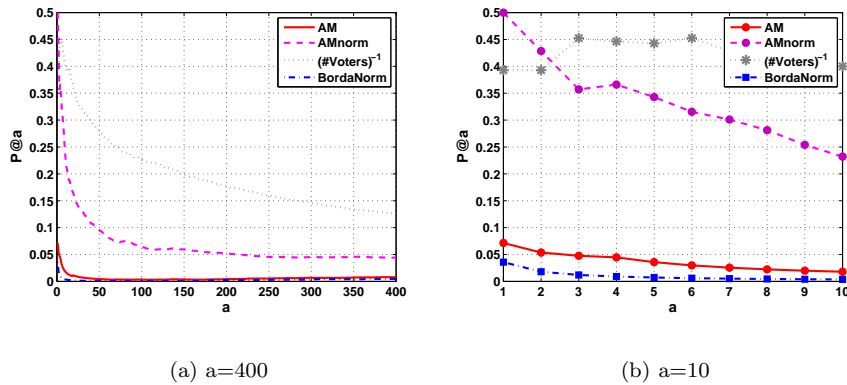 0.5
0.45
0.4
0.35
0.3
0.25
0.2
0.15
0.1
0.05
0
P@a
0 50 100 150 200 250 300 350 400
a
AM
AMnorm
(#Voters)⁻¹
BordaNorm
(a) a=400
0.5
0.45
0.4
0.35
0.3
0.25
0.2
0.15
0.1
0.05
0
P@a
1 2 3 4 5 6 7 8 9 10
a
AM
AMnorm
(#Voters)⁻¹
BordaNorm
(b) a=10